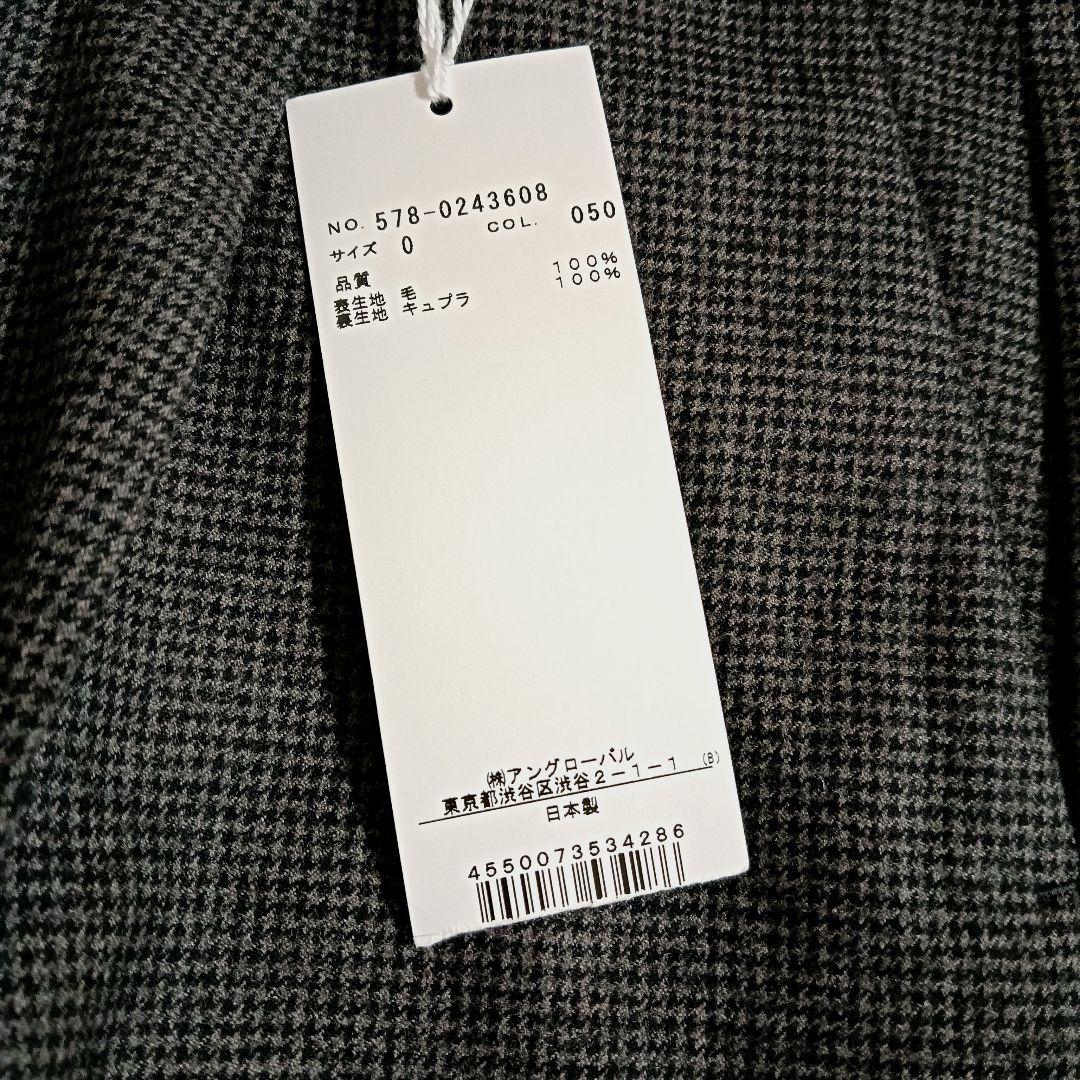 NO. 578-0243608
サイズ 0 COL. 050
品質
表生地 毛 100%
裏生地 キュプラ 100%
㈱アングローバル
東京都渋谷区渋谷2-1-1 (B)
日本製
4550073534286